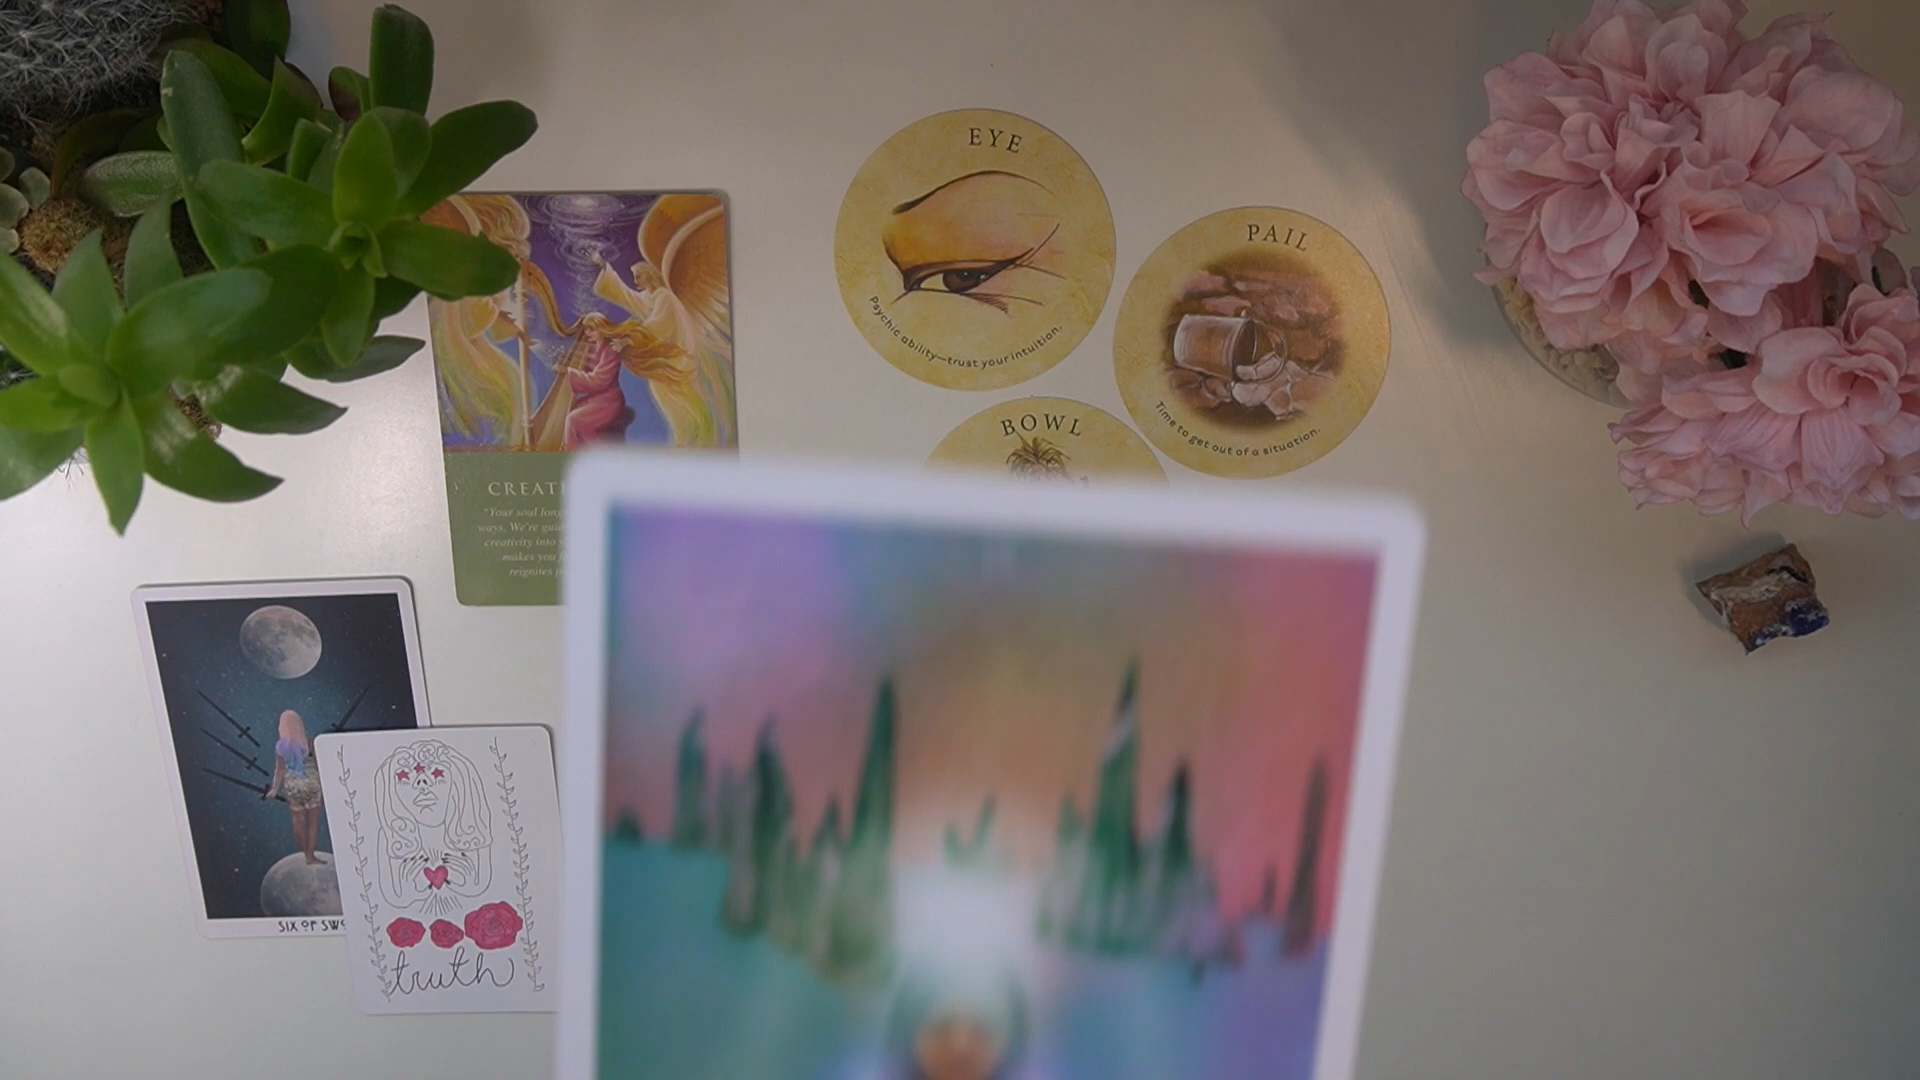 EYE
Psychic ability—trust your intuition.
PAIL
Time to get out of a situation.
BOWL
CREATI
"Your soul long
ways. We're guid
creativity into
makes you
reignites
SIX OF SWO
truth